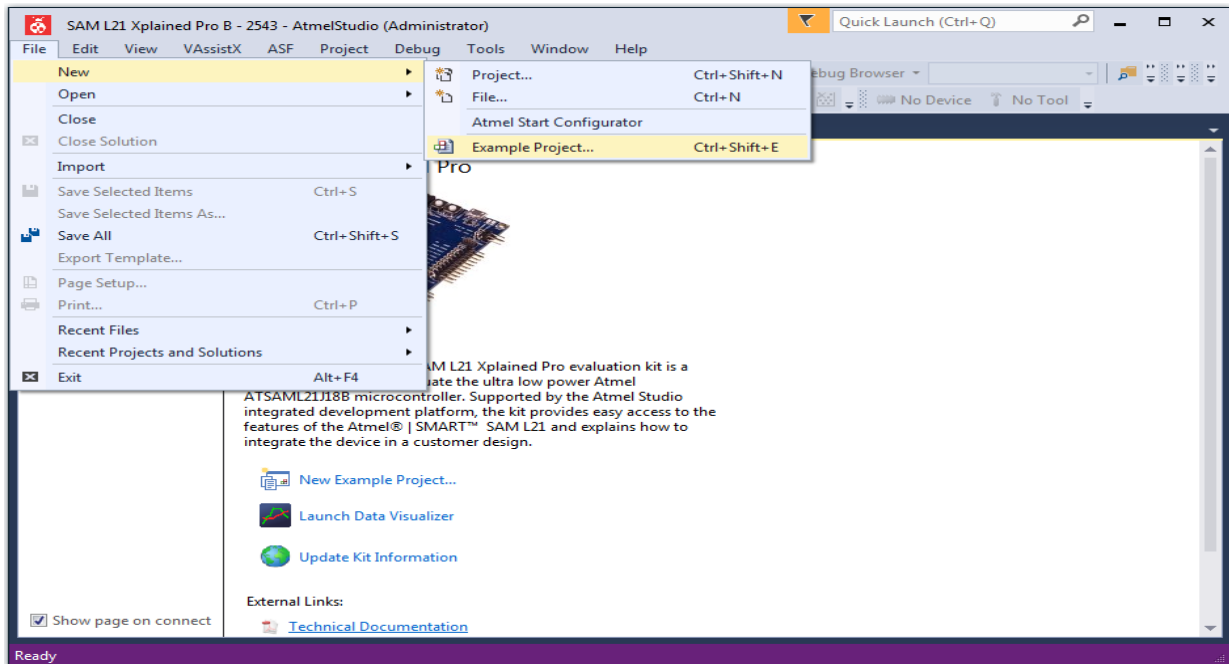 SAM L21 Xplained Pro B - 2543 - AtmelStudio (Administrator)
Quick Launch (Ctrl+Q)
File Edit View VAssistX ASF Project Debug Tools Window Help
New
Project... Ctrl+Shift+N
ebug Browser
Open
File... Ctrl+N
No Device No Tool
Close
Atmel Start Configurator
Close Solution
Example Project... Ctrl+Shift+E
Import
Pro
Save Selected Items Ctrl+S
Save Selected Items As...
Save All Ctrl+Shift+S
Export Template...
Page Setup...
Print... Ctrl+P
Recent Files
Recent Projects and Solutions
Exit Alt+F4
AM L21 Xplained Pro evaluation kit is a
uate the ultra low power Atmel
ATSAML21J18B microcontroller. Supported by the Atmel Studio
integrated development platform, the kit provides easy access to the
features of the Atmel® | SMART™ SAM L21 and explains how to
integrate the device in a customer design.
New Example Project...
Launch Data Visualizer
Update Kit Information
External Links:
Show page on connect
Technical Documentation
Ready